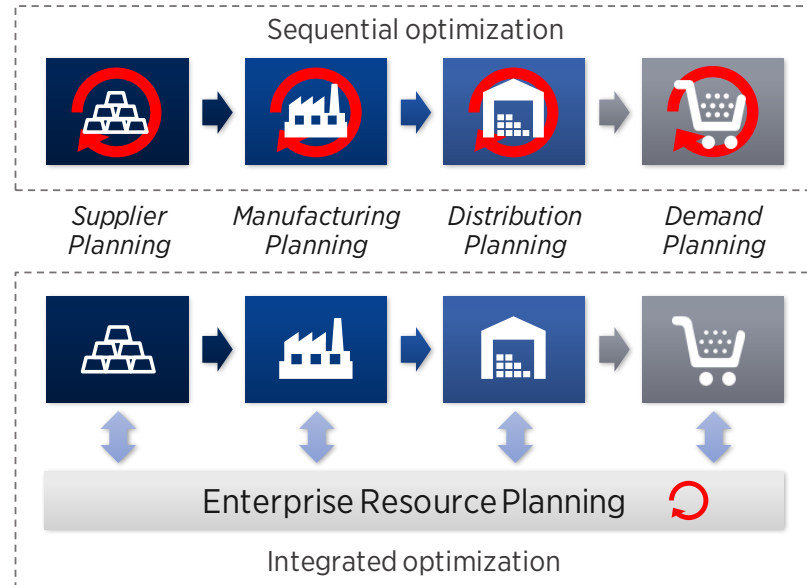 Sequential optimization
Supplier
Planning
Manufacturing
Planning
Distribution
Planning
Demand
Planning
Enterprise Resource Planning
Integrated optimization